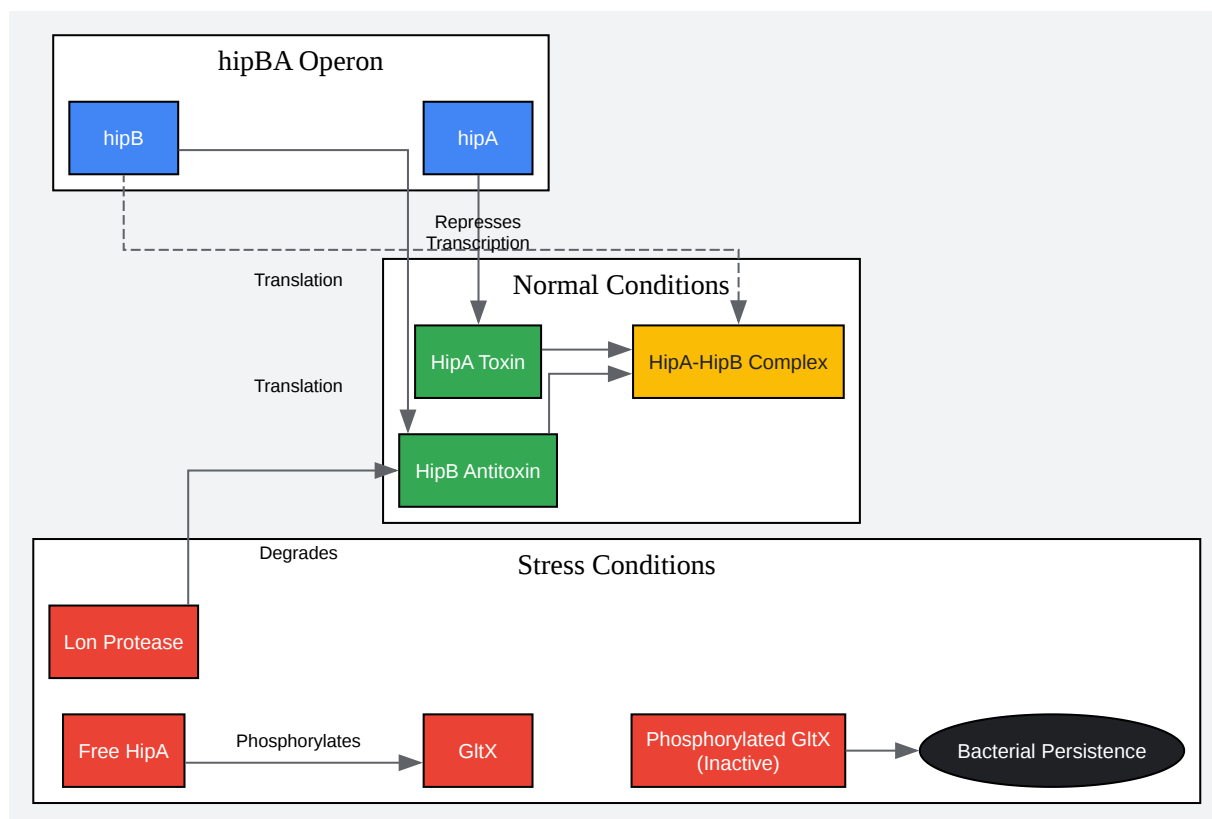 hipBA Operon
hipB
hipA
Represses
Transcription
Translation
Normal Conditions
HipA Toxin
HipA-HipB Complex
Translation
HipB Antitoxin
Degrades
Stress Conditions
Lon Protease
Free HipA
Phosphorylates
GltX
Phosphorylated GltX
(Inactive)
Bacterial Persistence